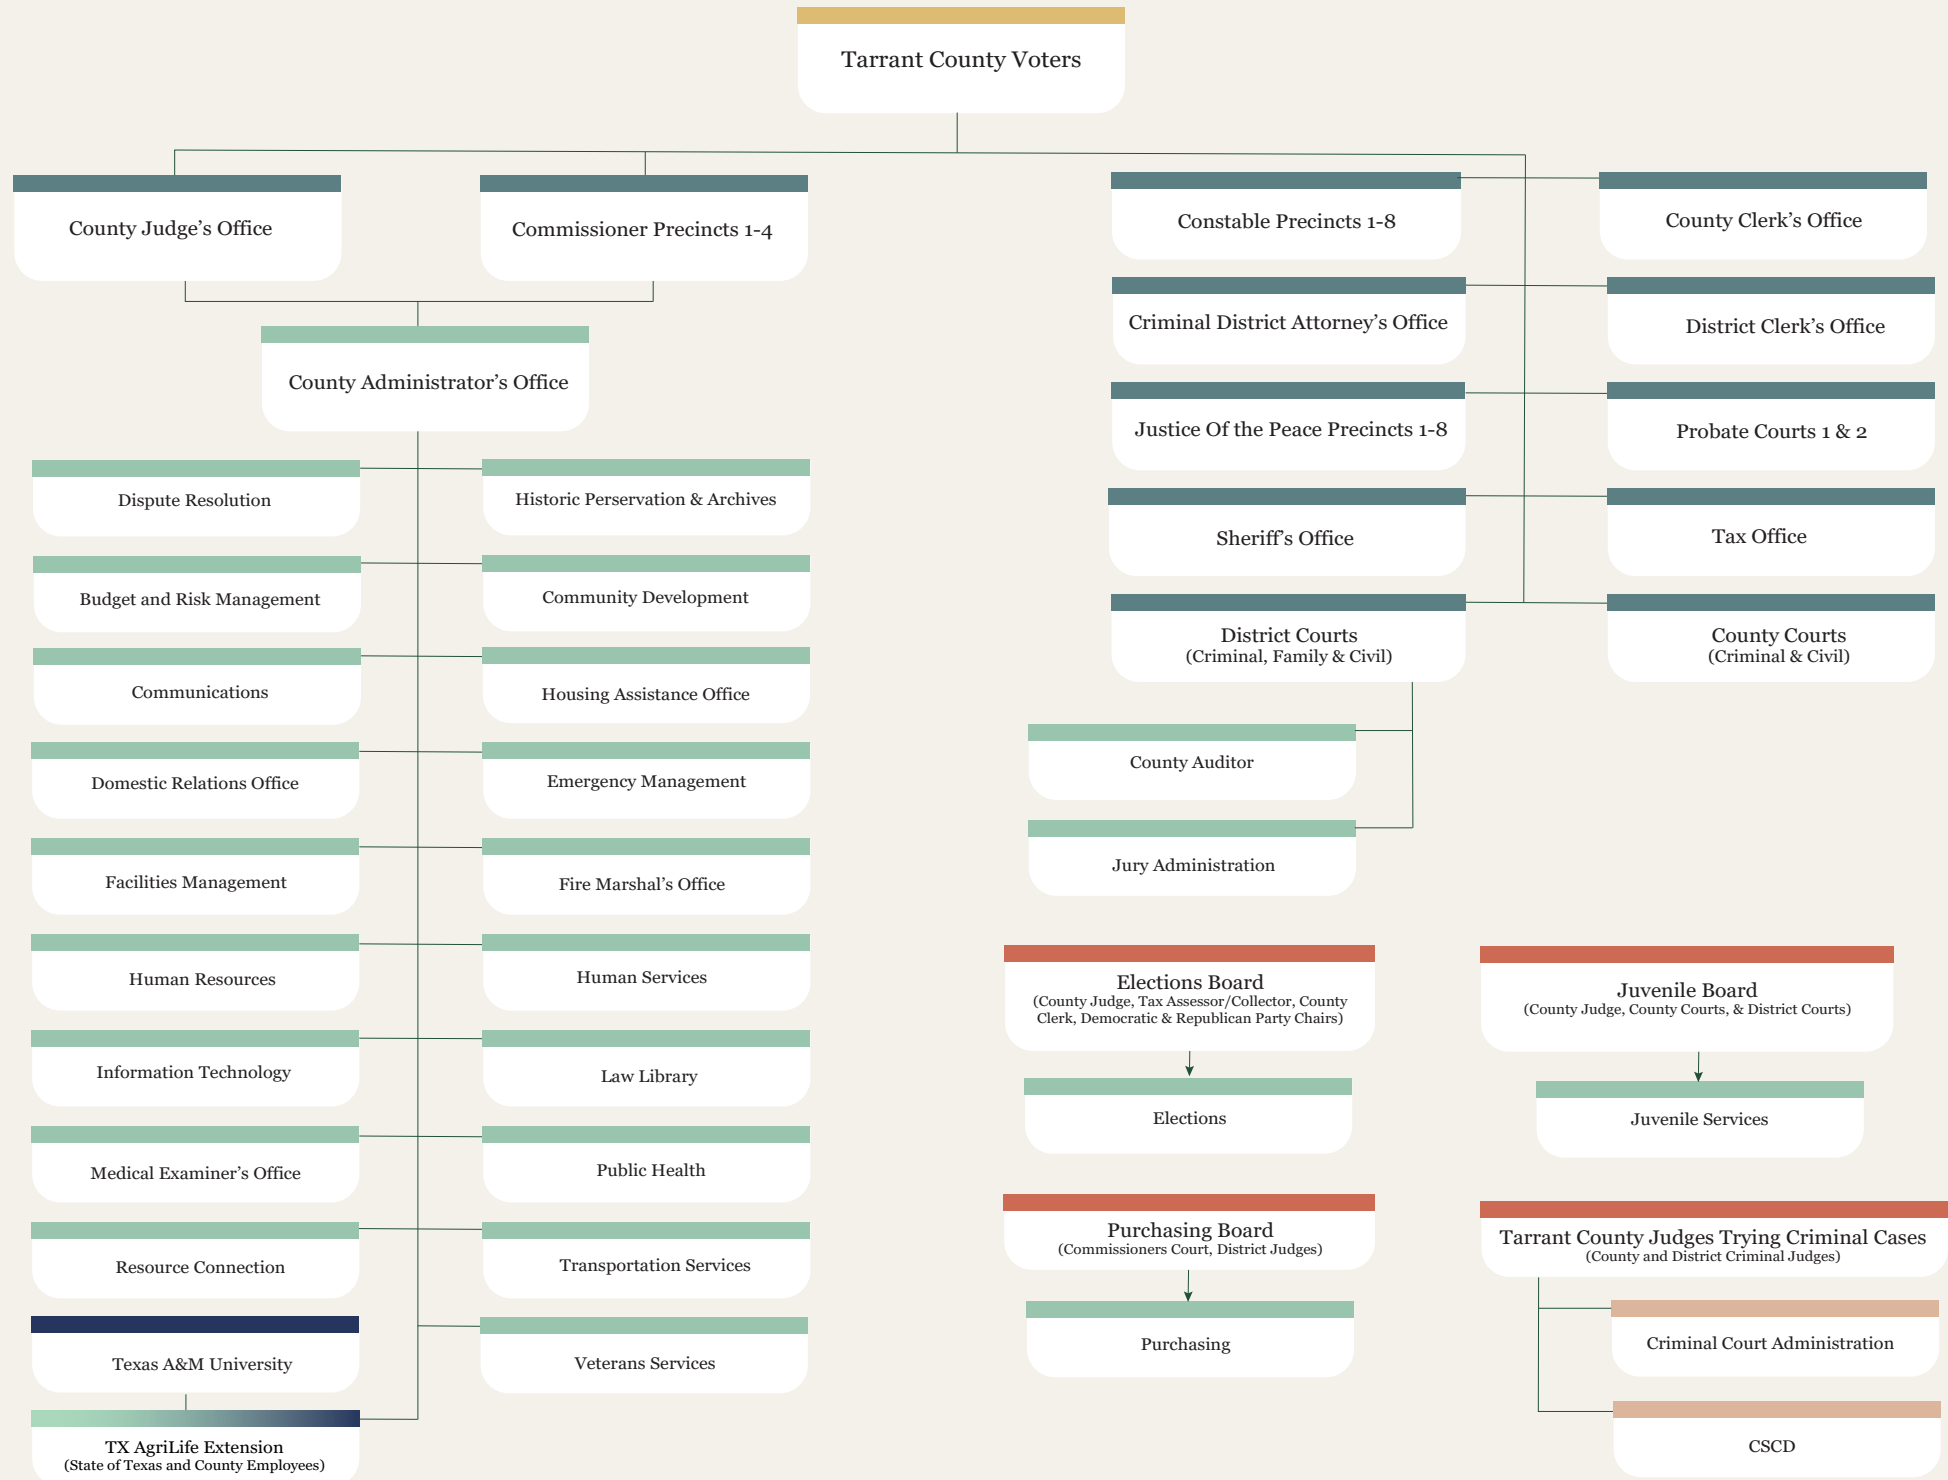 Tarrant County Voters
County Judge's Office
Commissioner Precincts 1-4
County Administrator's Office
Dispute Resolution
Historic Perservation & Archives
Budget and Risk Management
Community Development
Communications
Housing Assistance Office
Domestic Relations Office
Emergency Management
Facilities Management
Fire Marshal's Office
Human Resources
Human Services
Information Technology
Law Library
Medical Examiner's Office
Public Health
Resource Connection
Transportation Services
Texas A&M University
Veterans Services
TX AgriLife Extension
(State of Texas and County Employees)
Constable Precincts 1-8
County Clerk's Office
Criminal District Attorney's Office
District Clerk's Office
Justice Of the Peace Precincts 1-8
Probate Courts 1 & 2
Sheriff's Office
Tax Office
District Courts
(Criminal, Family & Civil)
County Courts
(Criminal & Civil)
County Auditor
Jury Administration
Elections Board
(County Judge, Tax Assessor/Collector, County
Clerk, Democratic & Republican Party Chairs)
Elections
Juvenile Board
(County Judge, County Courts, & District Courts)
Juvenile Services
Purchasing Board
(Commissioners Court, District Judges)
Purchasing
Tarrant County Judges Trying Criminal Cases
(County and District Criminal Judges)
Criminal Court Administration
CSCD